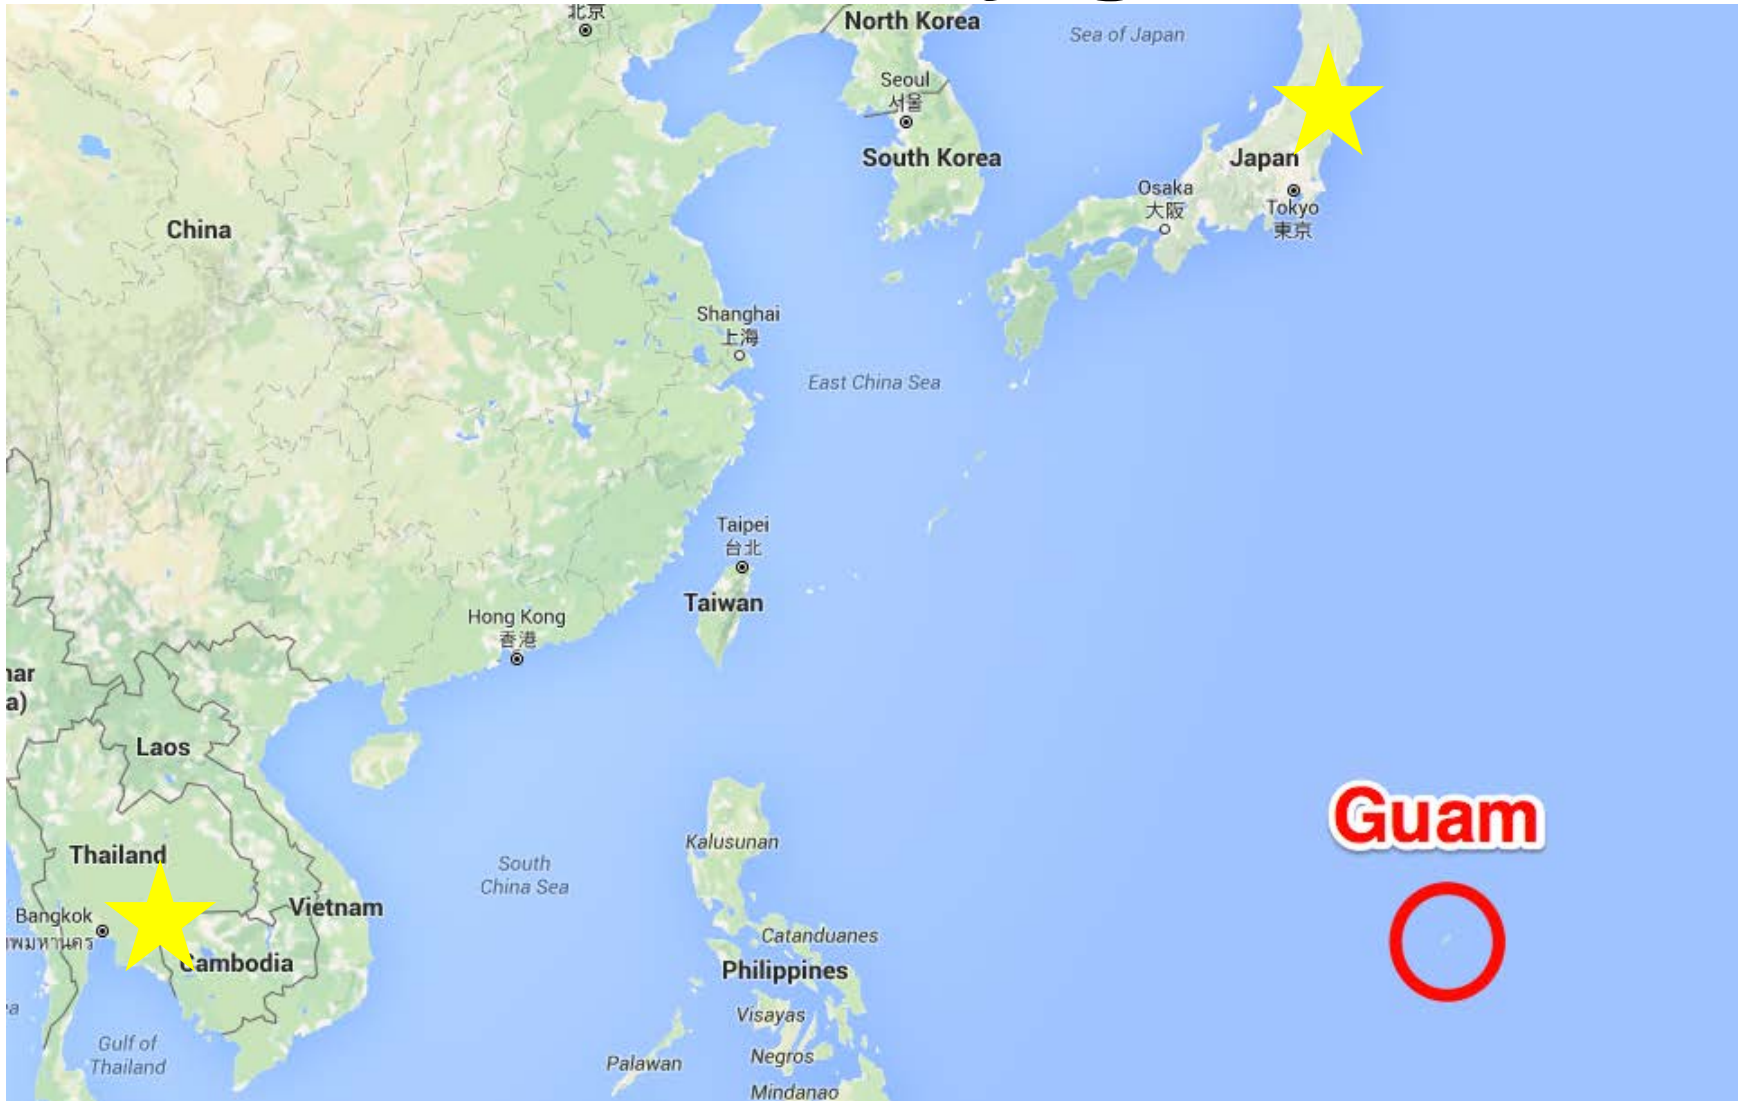 北京
North Korea
Sea of Japan
Seoul
서울
South Korea
Japan
Osaka
大阪
Tokyo
東京
China
Shanghai
上海
East China Sea
Taipei
台北
Taiwan
Hong Kong
香港
Laos
Thailand
Bangkok
Vietnam
Cambodia
Gulf of
Thailand
South
China Sea
Kalusunan
Catanduanes
Philippines
Visayas
Palawan
Negros
Mindanao
Guam